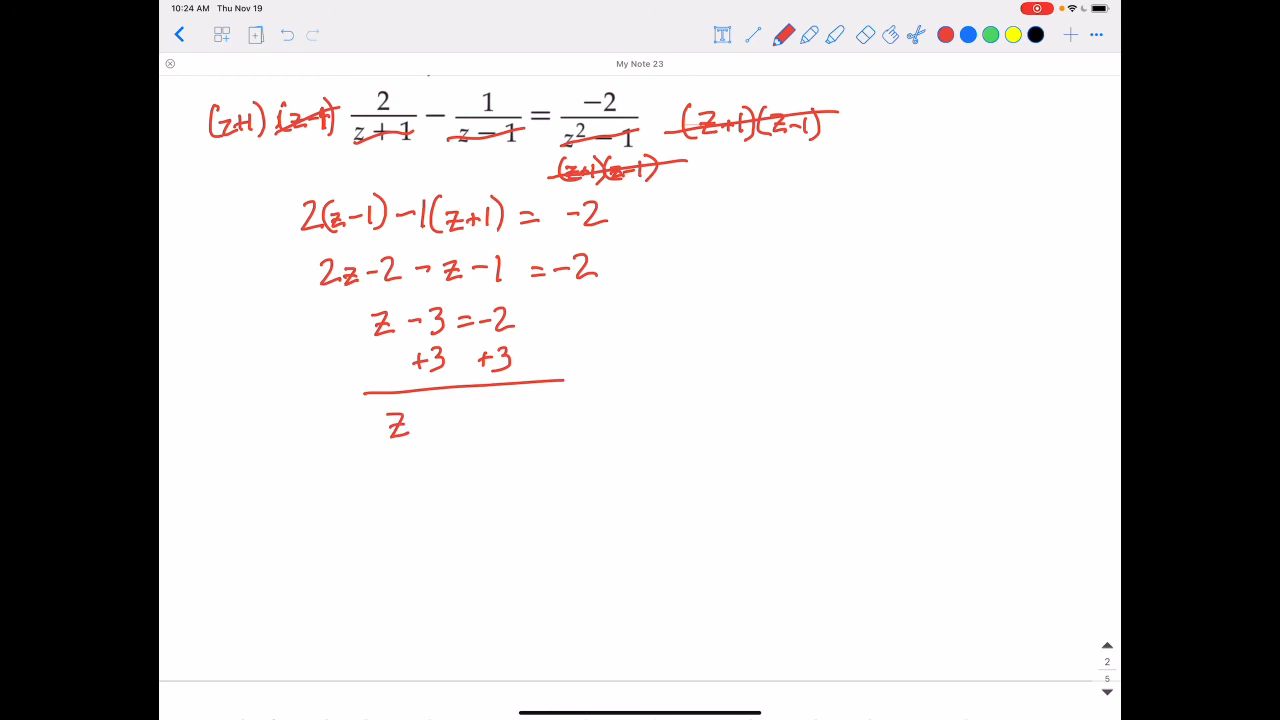 10:24 AM Thu Nov 19
My Note 23
(z+1) (z-1) 2/(z + 1) − 1/(z − 1) = −2/(z² − 1) (z+1)(z-1)
(z+1)(z-1)
2(z-1) -1(z+1) = -2
2z -2 - z -1 = -2
z -3 = -2
+3 +3
z
2
5